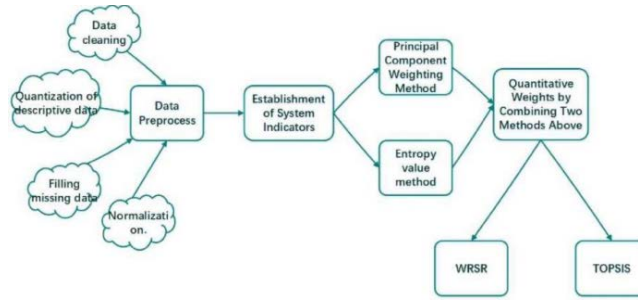 Data
cleaning
Quantization of
descriptive data
Filling
missing data
Normalizati
on.
Data
Preprocess
Establishment
of System
Indicators
Principal
Component
Weighting
Method
Entropy
value
method
Quantitative
Weights by
Combining Two
Methods Above
WRSR
TOPSIS